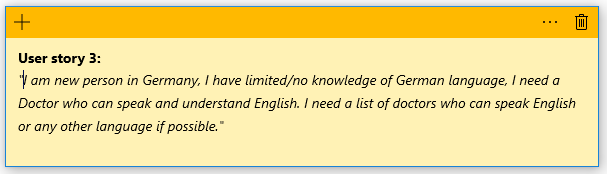 User story 3:
"I am new person in Germany, I have limited/no knowledge of German language, I need a
Doctor who can speak and understand English. I need a list of doctors who can speak English
or any other language if possible."